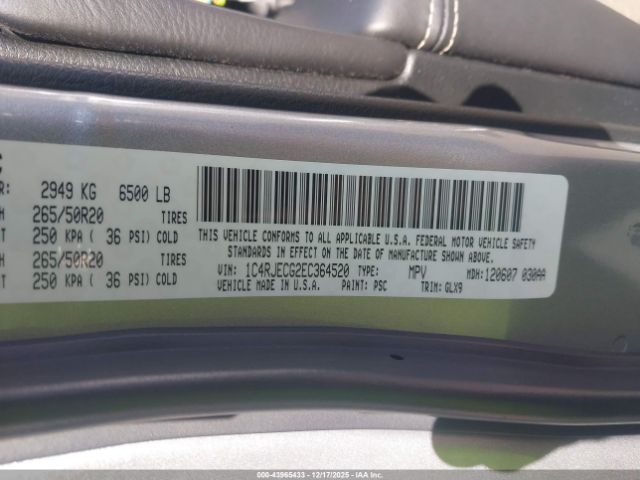 C
R: 2949 KG 6500 LB
H 265/50R20 TIRES
T 250 KPA ( 36 PSI) COLD
H 265/50R20 TIRES
T 250 KPA ( 36 PSI) COLD
THIS VEHICLE CONFORMS TO ALL APPLICABLE U.S.A. FEDERAL MOTOR VEHICLE SAFETY
STANDARDS IN EFFECT ON THE DATE OF MANUFACTURE SHOWN ABOVE.
VIN: 1C4RJECG2EC364520 TYPE: MPV MDH: 120607 030AA
VEHICLE MADE IN U.S.A. PAINT: PSC TRIM: GLX9
00-43965433 | 12/17/2025 | Copart